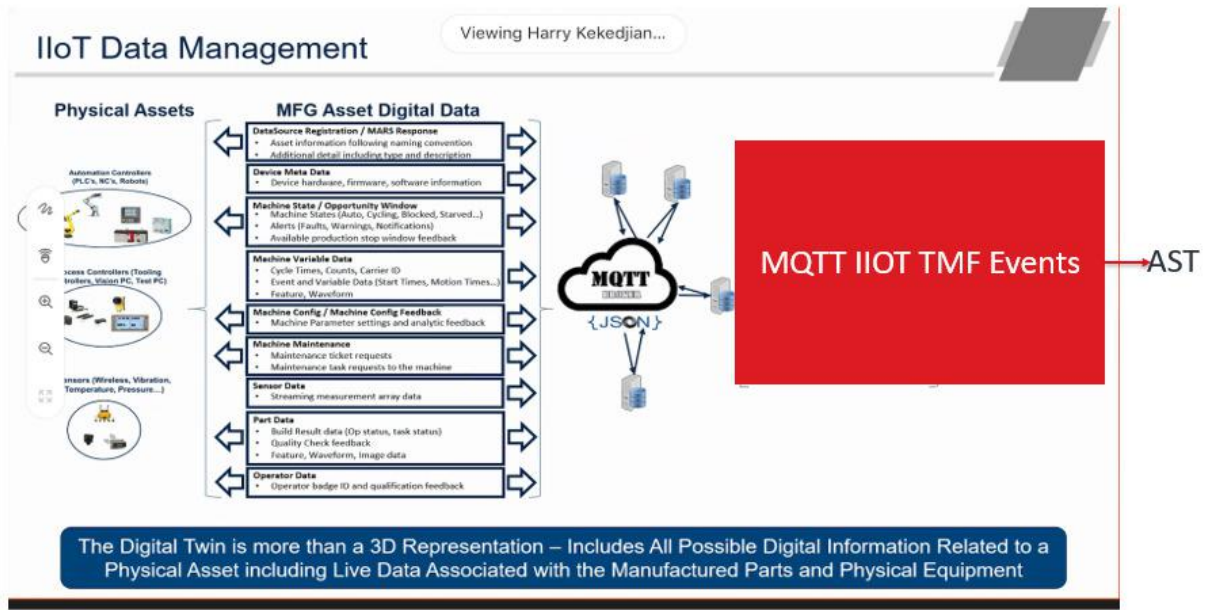 Viewing Harry Kekedjian...
IIoT Data Management
Physical Assets
MFG Asset Digital Data
Automation Controllers
(PLC's, NC's, Robots)
ocess Controllers (Tooling
trollers, Vision PC, Test PC)
ensors (Wireless, Vibration,
Temperature, Pressure...)
DataSource Registration / MARS Response
• Asset information following naming convention
• Additional detail including type and description
Device Meta Data
• Device hardware, firmware, software information
Machine State / Opportunity Window
• Machine States (Auto, Cycling, Blocked, Starved...)
• Alerts (Faults, Warnings, Notifications)
• Available production stop window feedback
Machine Variable Data
• Cycle Times, Counts, Carrier ID
• Event and Variable Data (Start Times, Motion Times...)
• Feature, Waveform
Machine Config / Machine Config Feedback
• Machine Parameter settings and analytic feedback
Machine Maintenance
• Maintenance ticket requests
• Maintenance task requests to the machine
Sensor Data
• Streaming measurement array data
Part Data
• Build Result data (Op status, task status)
• Quality Check feedback
• Feature, Waveform, Image data
Operator Data
• Operator badge ID and qualification feedback
MQTT
BROKER
{JSON}
MQTT IIOT TMF Events
AST
The Digital Twin is more than a 3D Representation – Includes All Possible Digital Information Related to a
Physical Asset including Live Data Associated with the Manufactured Parts and Physical Equipment